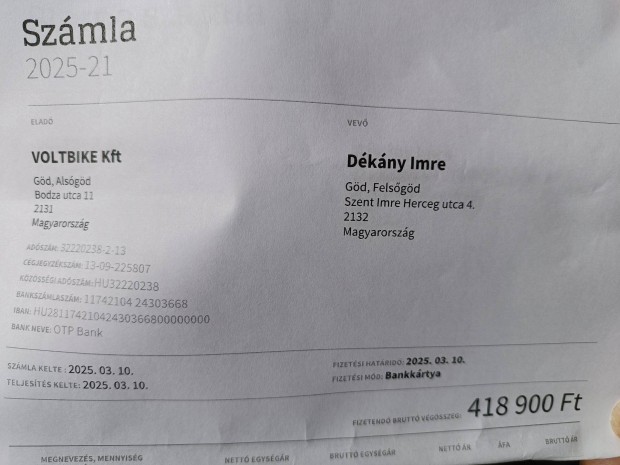 Számla
2025-21
ELADÓ
VOLTBIKE Kft
Göd, Alsógöd
Bodza utca 11
2131
Magyarország
ADÓSZÁM: 32220238-2-13
CÉGJEGYZÉKSZÁM: 13-09-225807
KÖZÖSSÉGI ADÓSZÁM: HU32220238
BANKSZÁMLASZÁM: 11742104 24303668
IBAN: HU28117421042430366800000000
BANK NEVE: OTP Bank
VEVŐ
Dékány Imre
Göd, Felsőgöd
Szent Imre Herceg utca 4.
2132
Magyarország
SZÁMLA KELTE : 2025. 03. 10.
TELJESÍTÉS KELTE: 2025. 03. 10.
FIZETÉSI HATÁRIDŐ: 2025. 03. 10.
FIZETÉSI MÓD: Bankkártya
FIZETENDŐ BRUTTÓ VÉGÖSSZEG: 418 900 Ft
MEGNEVEZÉS, MENNYISÉG NETTÓ EGYSÉGÁR BRUTTÓ EGYSÉGÁR NETTÓ ÁR ÁFA BRUTTÓ ÁR